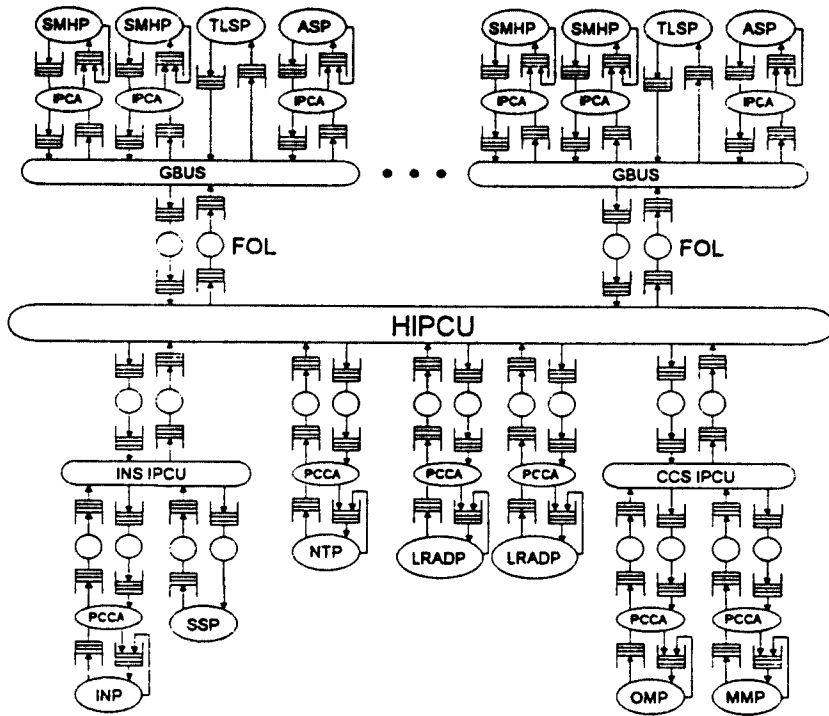 SMHP SMHP TLSP ASP SMHP SMHP TLSP ASP
IPCA IPCA IPCA IPCA IPCA IPCA
GBUS GBUS
FOL FOL
HIPCU
INS IPCU PCCA PCCA PCCA CCS IPCU
NTP LRADP LRADP
PCCA SSP PCCA PCCA
INP OMP MMP